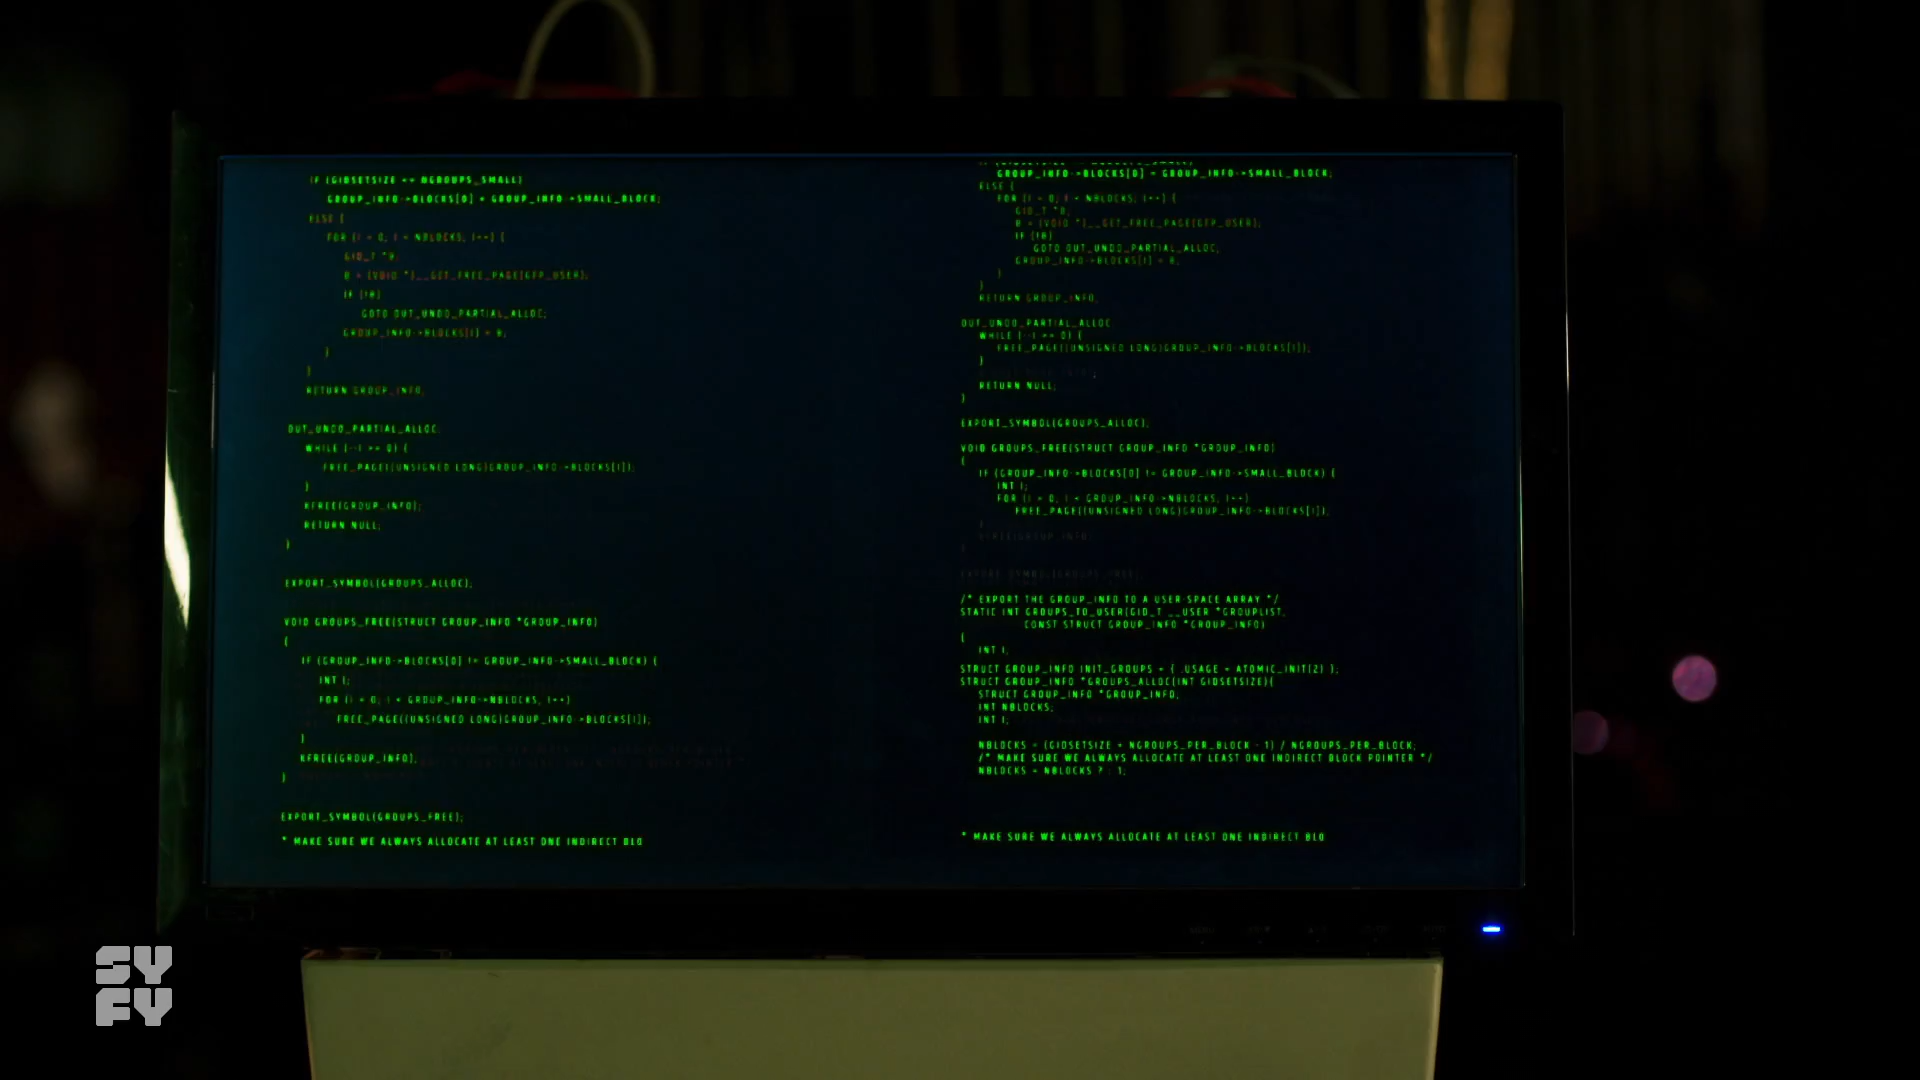 IF (GIDSETSIZE <= NGROUPS_SMALL)
GROUP_INFO->BLOCKS[0] = GROUP_INFO->SMALL_BLOCK;
ELSE {
FOR (I = 0; I < NBLOCKS; I++) {
GID_T *B;
B = (VOID *)__GET_FREE_PAGE(GFP_USER);
IF (!B)
GOTO OUT_UNDO_PARTIAL_ALLOC;
GROUP_INFO->BLOCKS[I] = B;
}
}
RETURN GROUP_INFO;
OUT_UNDO_PARTIAL_ALLOC:
WHILE (--I >= 0) {
FREE_PAGE((UNSIGNED LONG)GROUP_INFO->BLOCKS[I]);
}
KFREE(GROUP_INFO);
RETURN NULL;
}
EXPORT_SYMBOL(GROUPS_ALLOC);
VOID GROUPS_FREE(STRUCT GROUP_INFO *GROUP_INFO)
{
IF (GROUP_INFO->BLOCKS[0] != GROUP_INFO->SMALL_BLOCK) {
INT I;
FOR (I = 0; I < GROUP_INFO->NBLOCKS; I++)
FREE_PAGE((UNSIGNED LONG)GROUP_INFO->BLOCKS[I]);
}
KFREE(GROUP_INFO);
}
EXPORT_SYMBOL(GROUPS_FREE);
* MAKE SURE WE ALWAYS ALLOCATE AT LEAST ONE INDIRECT BLO
GROUP_INFO->BLOCKS[0] = GROUP_INFO->SMALL_BLOCK;
ELSE {
FOR (I = 0; I < NBLOCKS; I++) {
GID_T *B;
B = (VOID *)__GET_FREE_PAGE(GFP_USER);
IF (!B)
GOTO OUT_UNDO_PARTIAL_ALLOC;
GROUP_INFO->BLOCKS[I] = B;
}
}
RETURN GROUP_INFO;
OUT_UNDO_PARTIAL_ALLOC:
WHILE (--I >= 0) {
FREE_PAGE((UNSIGNED LONG)GROUP_INFO->BLOCKS[I]);
}
RETURN NULL;
}
EXPORT_SYMBOL(GROUPS_ALLOC);
VOID GROUPS_FREE(STRUCT GROUP_INFO *GROUP_INFO)
{
IF (GROUP_INFO->BLOCKS[0] != GROUP_INFO->SMALL_BLOCK) {
INT I;
FOR (I = 0; I < GROUP_INFO->NBLOCKS; I++)
FREE_PAGE((UNSIGNED LONG)GROUP_INFO->BLOCKS[I]);
}
KFREE(GROUP_INFO);
}
EXPORT_SYMBOL(GROUPS_FREE);
/* EXPORT THE GROUP_INFO TO A USER-SPACE ARRAY */
STATIC INT GROUPS_TO_USER(GID_T __USER *GROUPLIST,
CONST STRUCT GROUP_INFO *GROUP_INFO)
{
INT I;
STRUCT GROUP_INFO INIT_GROUPS = { .USAGE = ATOMIC_INIT(2) };
STRUCT GROUP_INFO *GROUPS_ALLOC(INT GIDSETSIZE){
STRUCT GROUP_INFO *GROUP_INFO;
INT NBLOCKS;
INT I;
NBLOCKS = (GIDSETSIZE + NGROUPS_PER_BLOCK - 1) / NGROUPS_PER_BLOCK;
/* MAKE SURE WE ALWAYS ALLOCATE AT LEAST ONE INDIRECT BLOCK POINTER */
NBLOCKS = NBLOCKS ? : 1;
* MAKE SURE WE ALWAYS ALLOCATE AT LEAST ONE INDIRECT BLO
SYFY